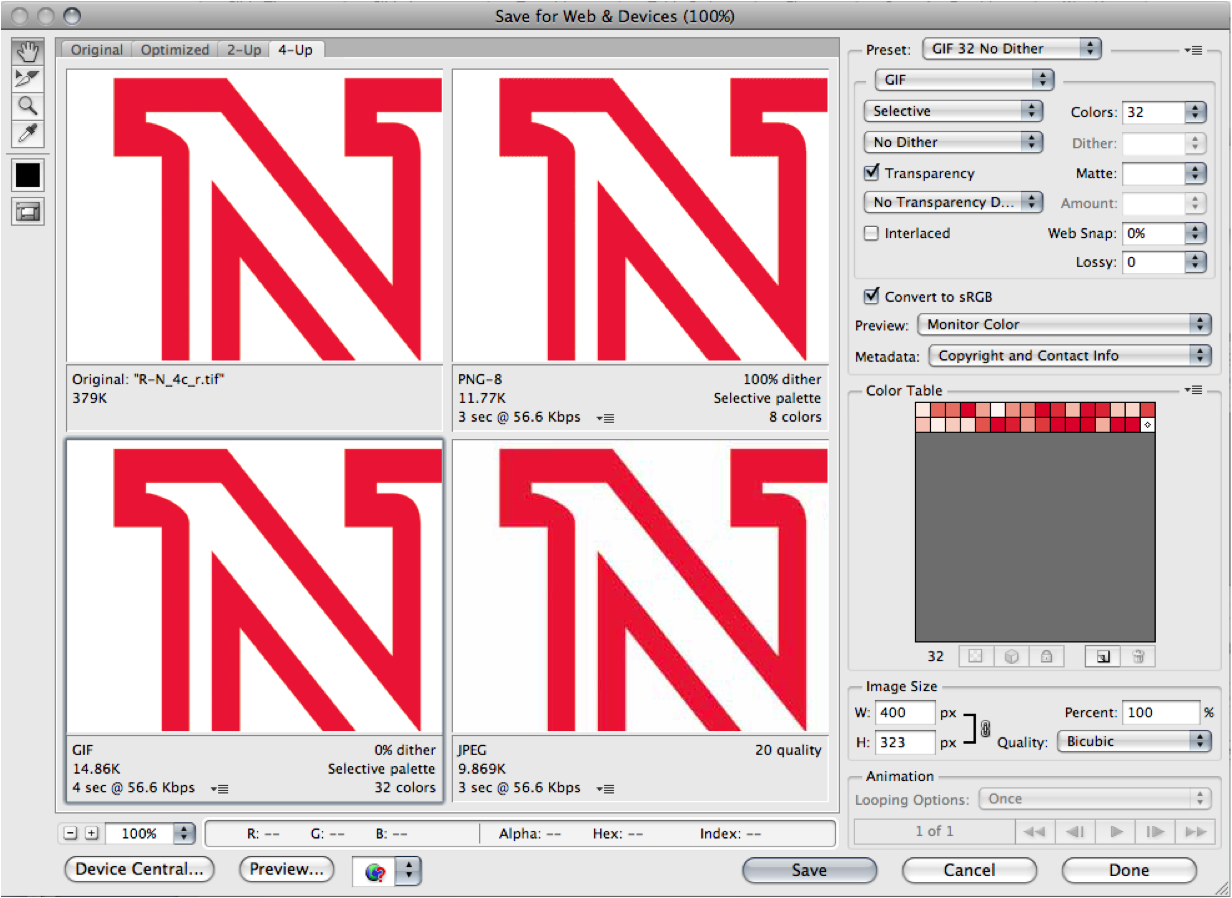 Save for Web & Devices (100%)
Original Optimized 2-Up 4-Up
Original: "R-N_4c_r.tif"
379K
PNG-8 100% dither
11.77K Selective palette
3 sec @ 56.6 Kbps 8 colors
GIF 0% dither
14.86K Selective palette
4 sec @ 56.6 Kbps 32 colors
JPEG 20 quality
9.869K
3 sec @ 56.6 Kbps
100% R: -- G: -- B: -- Alpha: -- Hex: -- Index: --
Device Central... Preview... Save Cancel Done
Preset: GIF 32 No Dither
GIF
Selective Colors: 32
No Dither Dither:
Transparency Matte:
No Transparency D... Amount:
Interlaced Web Snap: 0%
Lossy: 0
Convert to sRGB
Preview: Monitor Color
Metadata: Copyright and Contact Info
Color Table
32
Image Size
W: 400 px Percent: 100 %
H: 323 px Quality: Bicubic
Animation
Looping Options: Once
1 of 1